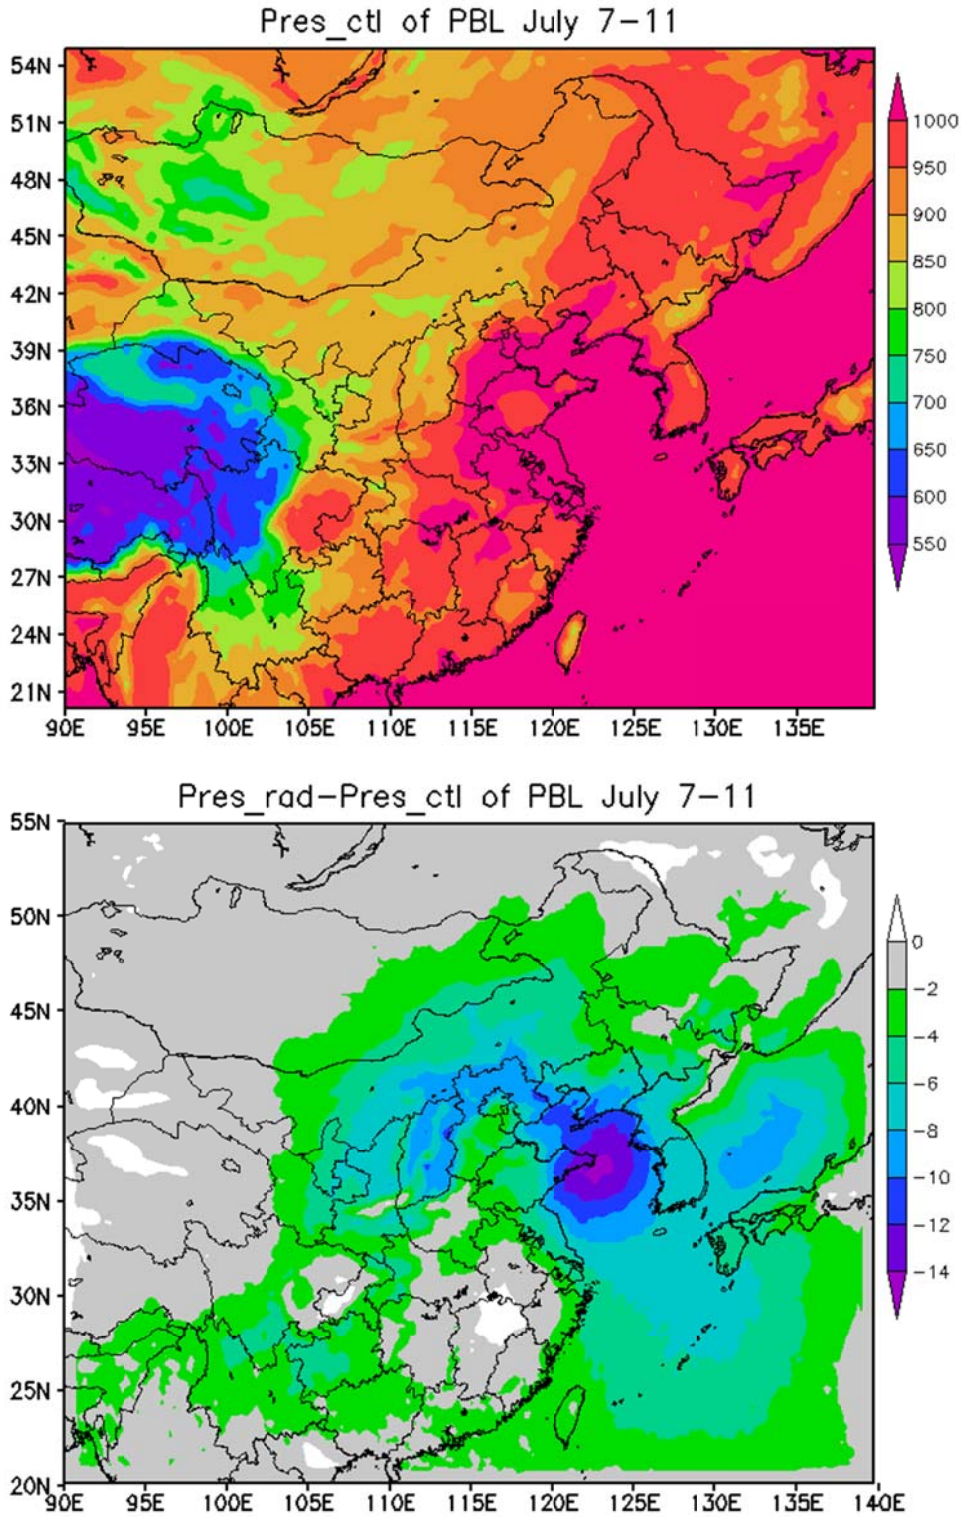 Pres_ctl of PBL July 7-11
54N
51N
48N
45N
42N
39N
36N
33N
30N
27N
24N
21N
90E 95E 100E 105E 110E 115E 120E 125E 130E 135E
1000
950
900
850
800
750
700
650
600
550
Pres_rad-Pres_ctl of PBL July 7-11
55N
50N
45N
40N
35N
30N
25N
20N
90E 95E 100E 105E 110E 115E 120E 125E 130E 135E 140E
0
-2
-4
-6
-8
-10
-12
-14